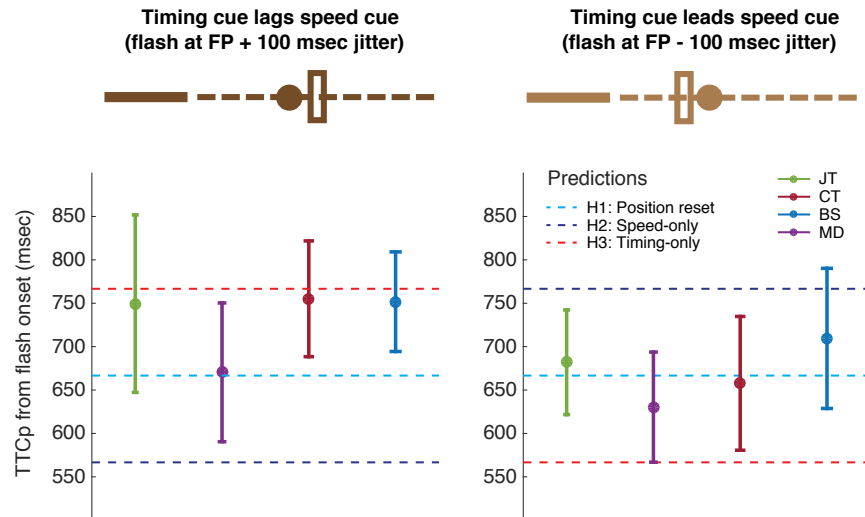 Timing cue lags speed cue
(flash at FP + 100 msec jitter)
Timing cue leads speed cue
(flash at FP - 100 msec jitter)
TTCp from flash onset (msec)
850
800
750
700
650
600
550
850
800
750
700
650
600
550
Predictions
H1: Position reset
H2: Speed-only
H3: Timing-only
JT
CT
BS
MD